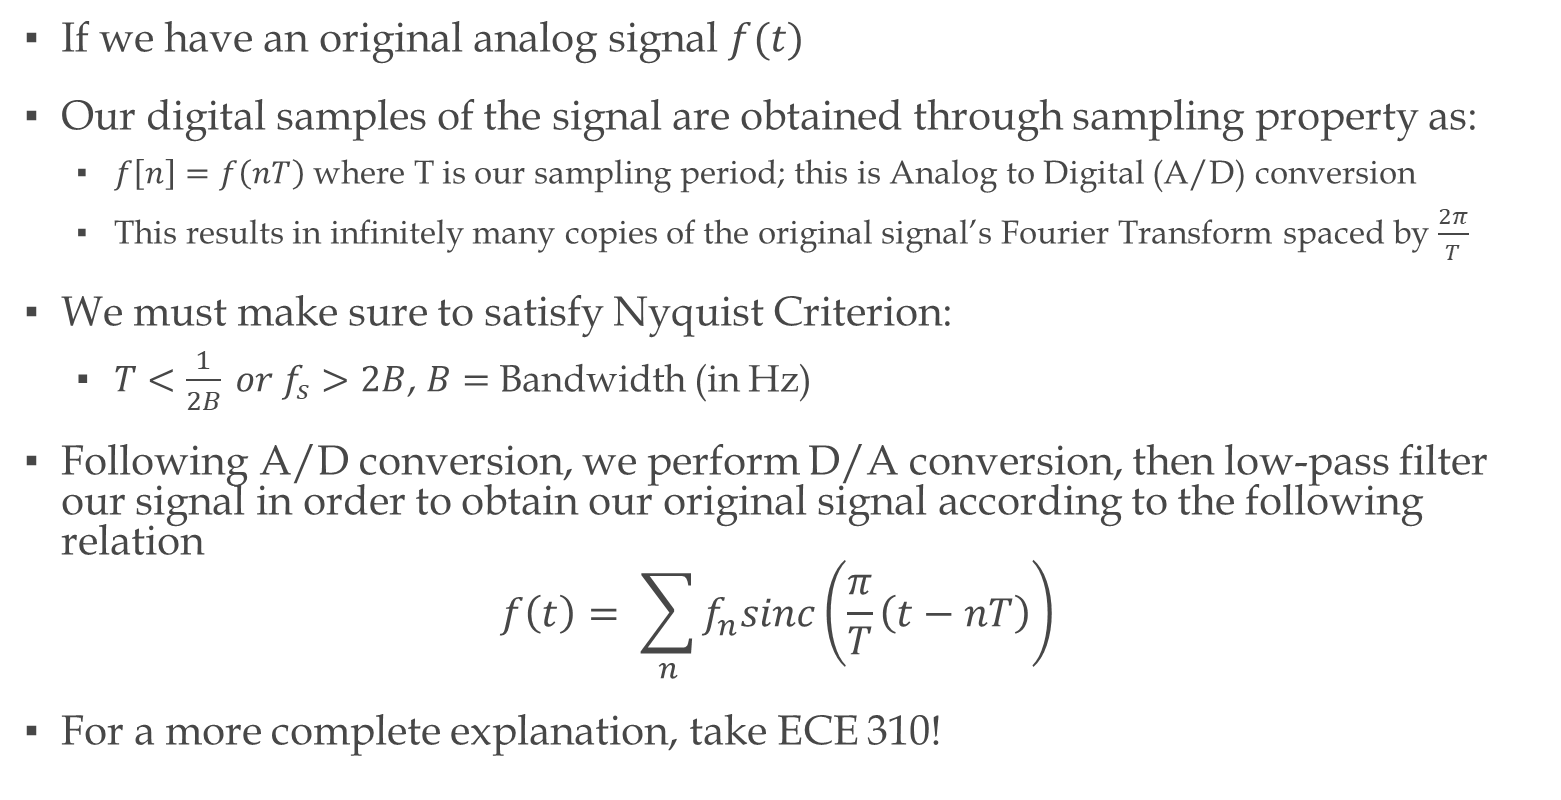 ▪ If we have an original analog signal f(t)
▪ Our digital samples of the signal are obtained through sampling property as:
▪ f[n] = f(nT) where T is our sampling period; this is Analog to Digital (A/D) conversion
▪ This results in infinitely many copies of the original signal's Fourier Transform spaced by 2π/T
▪ We must make sure to satisfy Nyquist Criterion:
▪ T < 1/2B or fₛ > 2B, B = Bandwidth (in Hz)
▪ Following A/D conversion, we perform D/A conversion, then low-pass filter
our signal in order to obtain our original signal according to the following
relation
f(t) = ∑ₙ fₙsinc(π/T (t − nT))
▪ For a more complete explanation, take ECE 310!